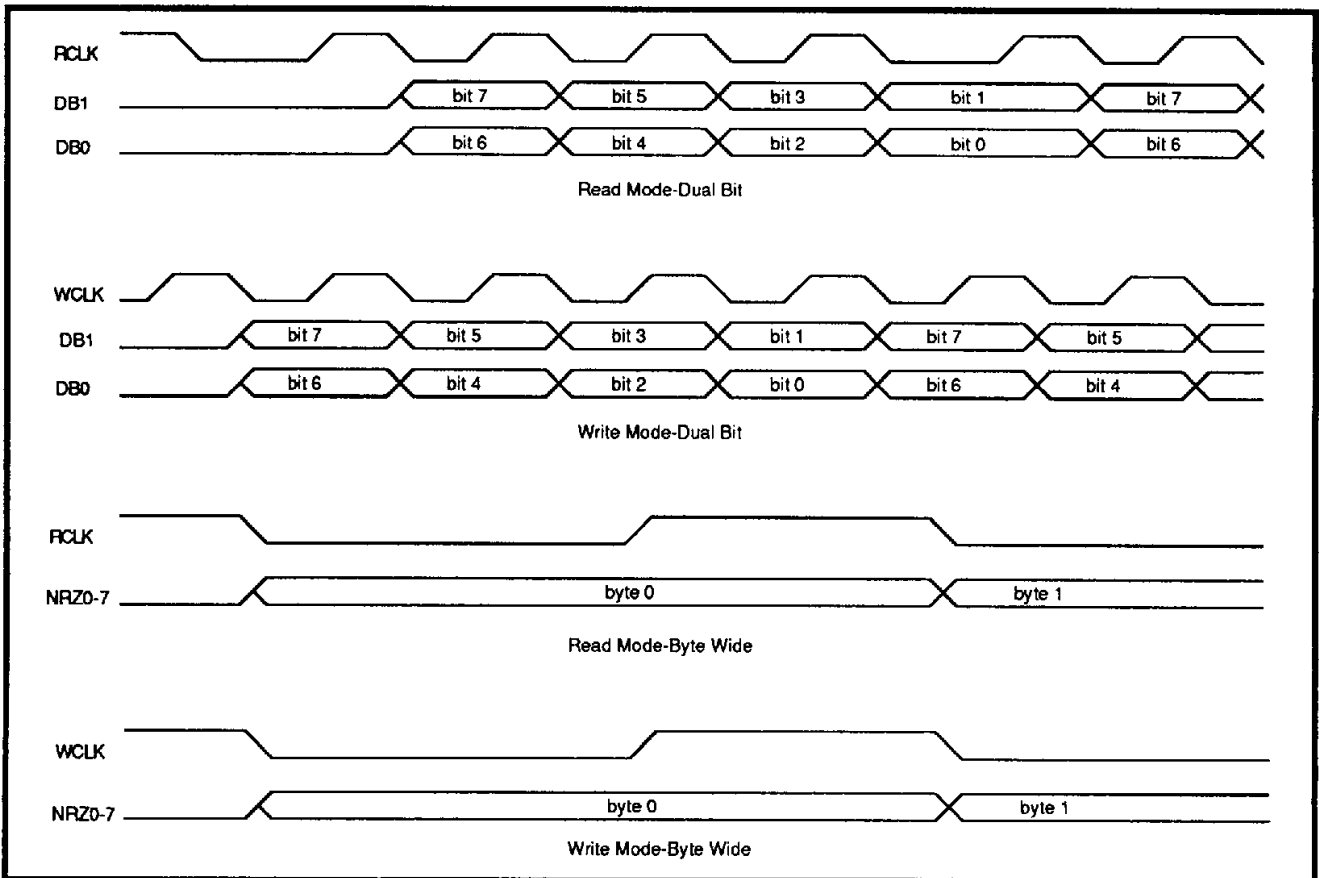 RCLK
DB1 bit 7 bit 5 bit 3 bit 1 bit 7
DB0 bit 6 bit 4 bit 2 bit 0 bit 6
Read Mode-Dual Bit
WCLK
DB1 bit 7 bit 5 bit 3 bit 1 bit 7 bit 5
DB0 bit 6 bit 4 bit 2 bit 0 bit 6 bit 4
Write Mode-Dual Bit
RCLK
NRZ0-7 byte 0 byte 1
Read Mode-Byte Wide
WCLK
NRZ0-7 byte 0 byte 1
Write Mode-Byte Wide